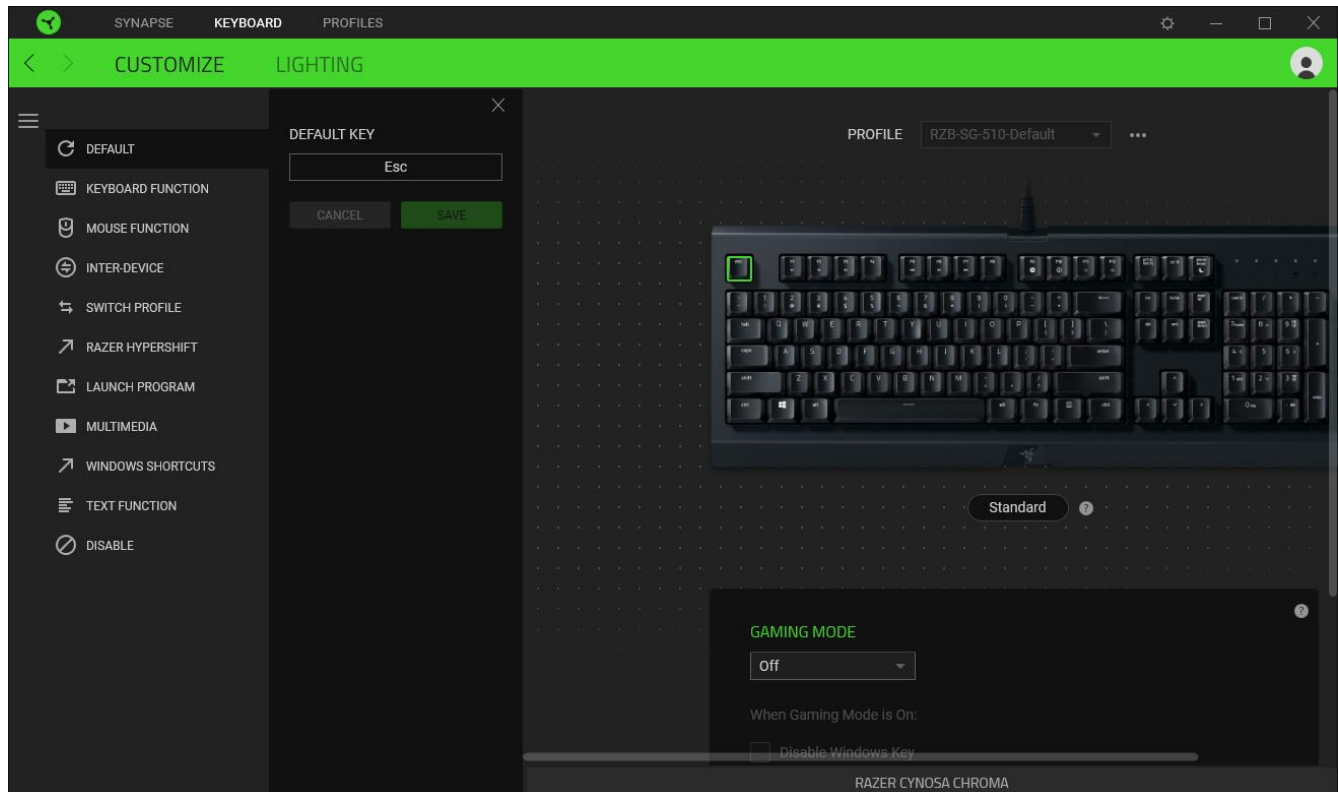 SYNAPSE KEYBOARD PROFILES
CUSTOMIZE LIGHTING
DEFAULT
KEYBOARD FUNCTION
MOUSE FUNCTION
INTER-DEVICE
SWITCH PROFILE
RAZER HYPERSHIFT
LAUNCH PROGRAM
MULTIMEDIA
WINDOWS SHORTCUTS
TEXT FUNCTION
DISABLE
DEFAULT KEY
Esc
CANCEL SAVE
PROFILE RZB-SG-510-Default
Q W E R T Y U I O P
A S D F G H J K L
Z X C V B N M
Standard
GAMING MODE
Off
When Gaming Mode is On:
Disable Windows Key
RAZER CYNOSA CHROMA